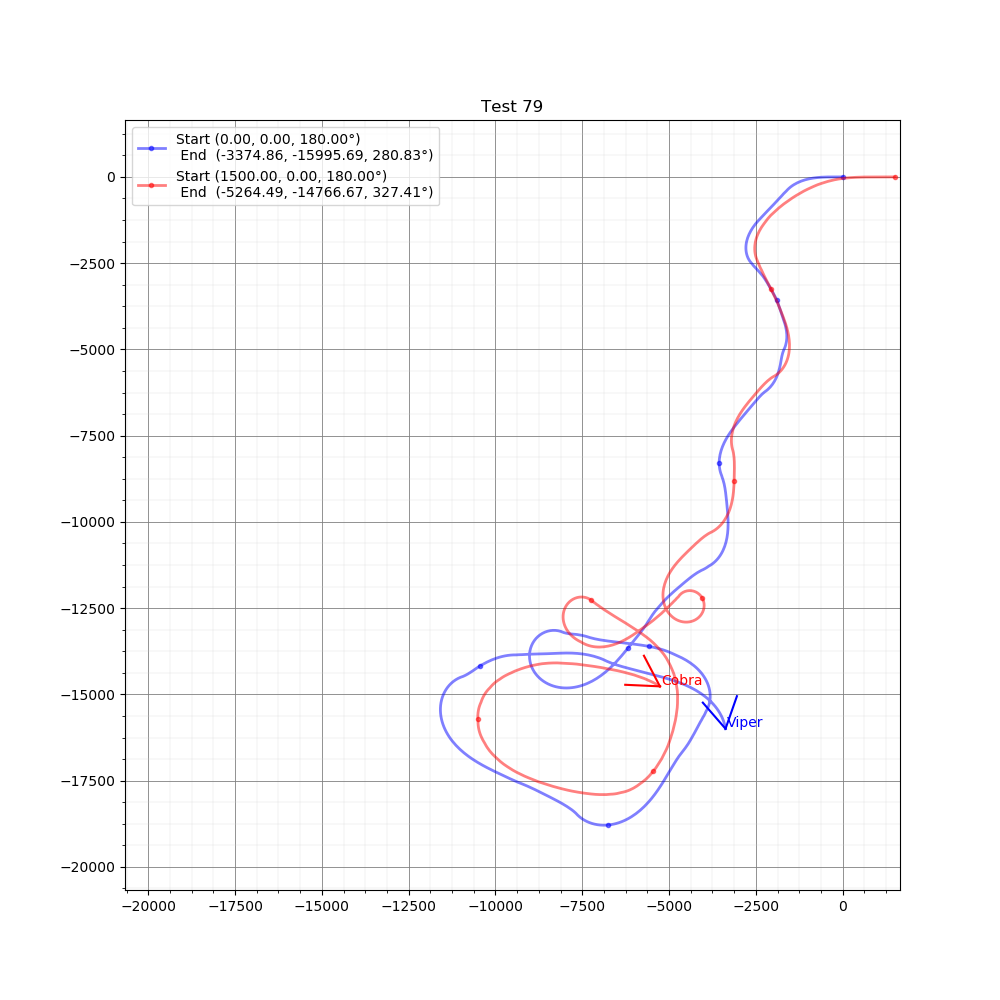 Test 79
Start (0.00, 0.00, 180.00°)
End  (-3374.86, -15995.69, 280.83°)
Start (1500.00, 0.00, 180.00°)
End  (-5264.49, -14766.67, 327.41°)
0
−2500
−5000
−7500
−10000
−12500
−15000
−17500
−20000
Cobra
Viper
−20000 −17500 −15000 −12500 −10000 −7500 −5000 −2500 0